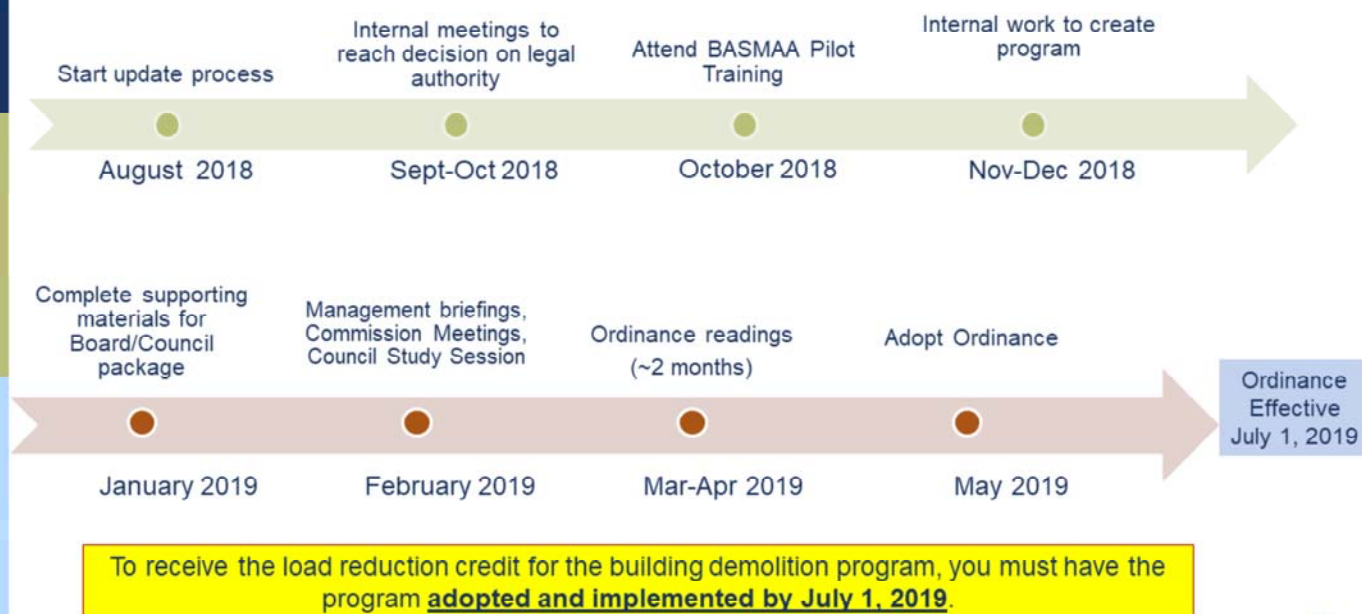 Start update process
Internal meetings to
reach decision on legal
authority
Attend BASMAA Pilot
Training
Internal work to create
program
August 2018
Sept-Oct 2018
October 2018
Nov-Dec 2018
Complete supporting
materials for
Board/Council
package
Management briefings,
Commission Meetings,
Council Study Session
Ordinance readings
(~2 months)
Adopt Ordinance
Ordinance
Effective
July 1, 2019
January 2019
February 2019
Mar-Apr 2019
May 2019
To receive the load reduction credit for the building demolition program, you must have the
program adopted and implemented by July 1, 2019.